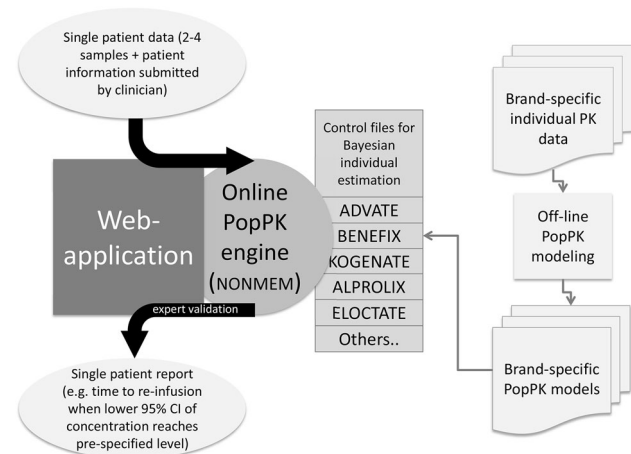 Single patient data (2-4
samples + patient
information submitted
by clinician)
Web-
application
Online
PopPK
engine
(NONMEM)
expert validation
Single patient report
(e.g. time to re-infusion
when lower 95% CI of
concentration reaches
pre-specified level)
Control files for
Bayesian
individual
estimation
ADVATE
BENEFIX
KOGENATE
ALPROLIX
ELOCTATE
Others..
Brand-specific
individual PK
data
Off-line
PopPK
modeling
Brand-specific
PopPK models